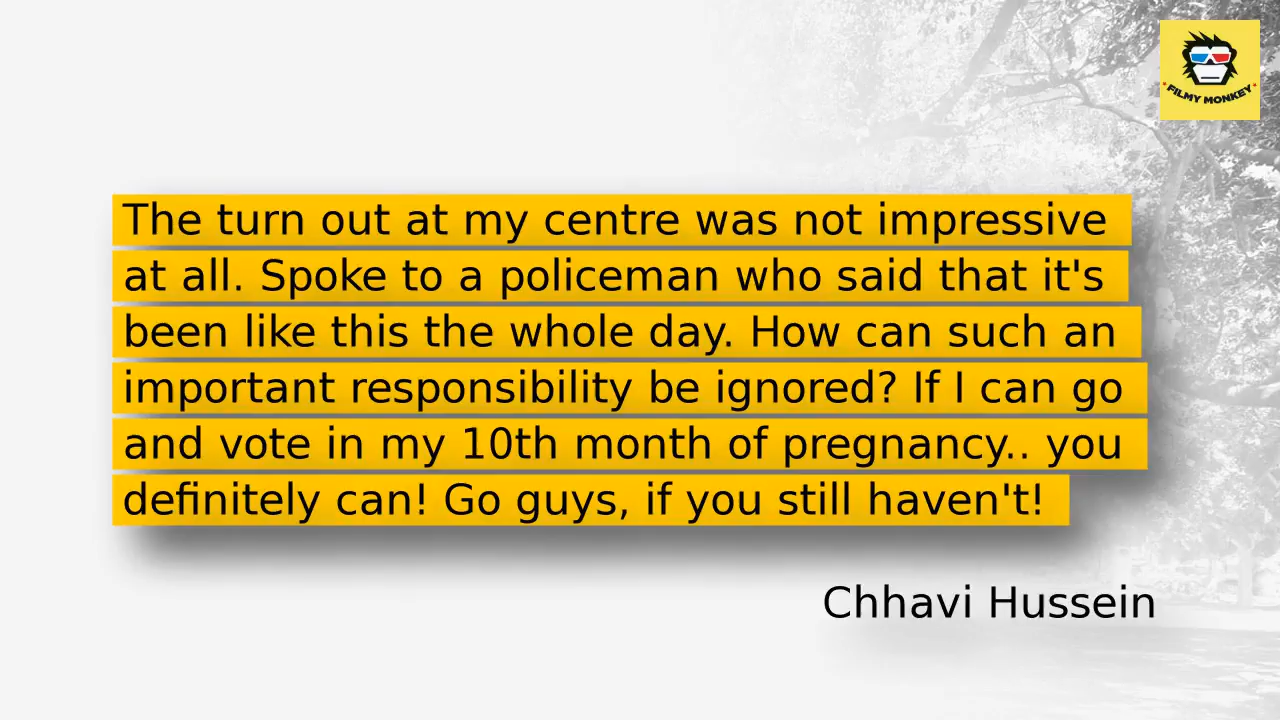 FILMY MONKEY
The turn out at my centre was not impressive
at all. Spoke to a policeman who said that it's
been like this the whole day. How can such an
important responsibility be ignored? If I can go
and vote in my 10th month of pregnancy.. you
definitely can! Go guys, if you still haven't!
Chhavi Hussein